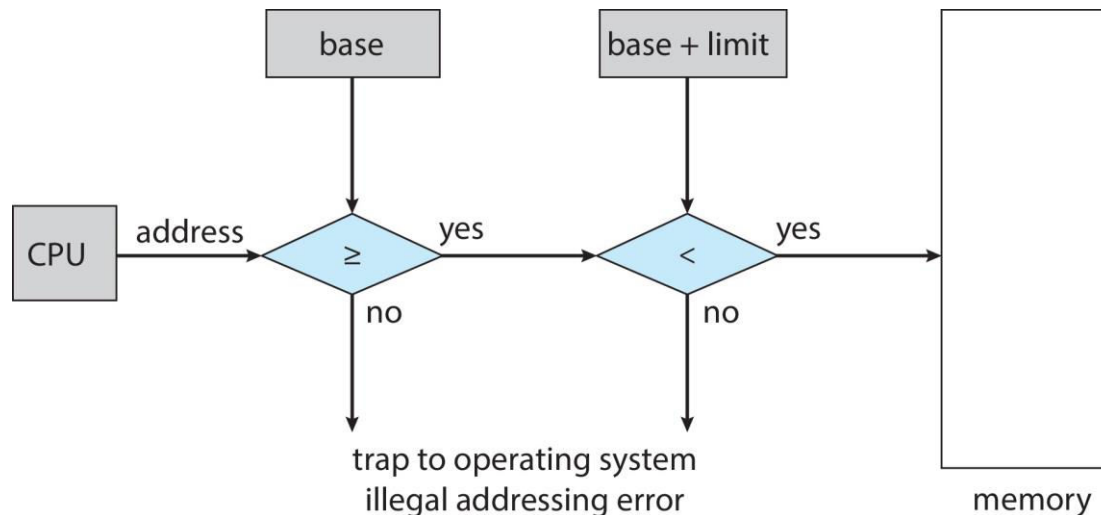 base
base + limit
CPU
address
≥
yes
<
yes
no
no
trap to operating system
illegal addressing error
memory